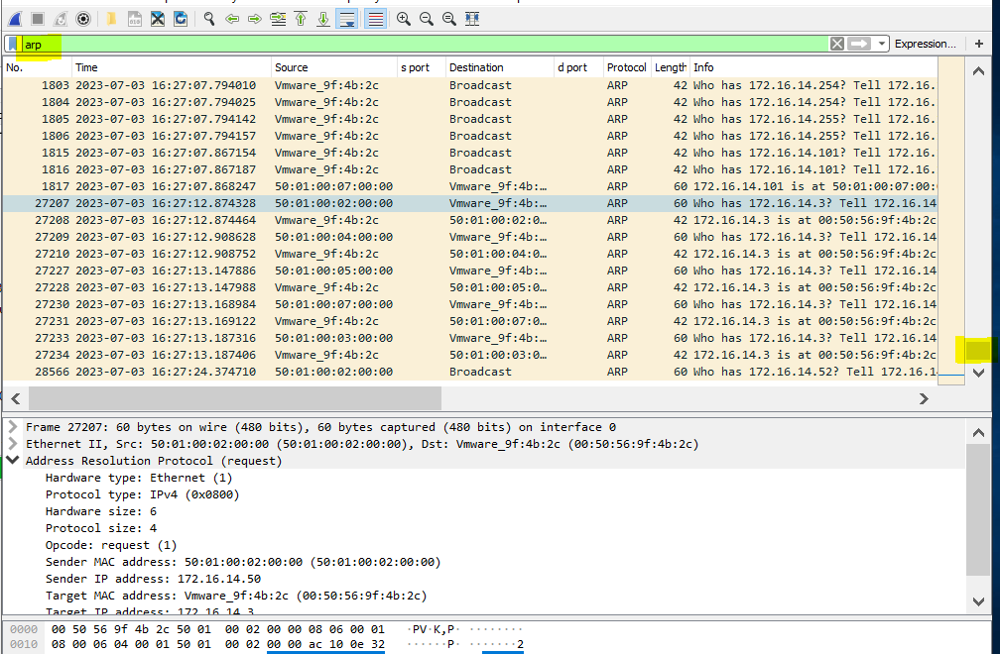 arp
Expression... +
No. Time Source s port Destination d port Protocol Length Info
1803 2023-07-03 16:27:07.794010 Vmware_9f:4b:2c Broadcast ARP 42 Who has 172.16.14.254? Tell 172.16.
1804 2023-07-03 16:27:07.794025 Vmware_9f:4b:2c Broadcast ARP 42 Who has 172.16.14.254? Tell 172.16.
1805 2023-07-03 16:27:07.794142 Vmware_9f:4b:2c Broadcast ARP 42 Who has 172.16.14.255? Tell 172.16.
1806 2023-07-03 16:27:07.794157 Vmware_9f:4b:2c Broadcast ARP 42 Who has 172.16.14.255? Tell 172.16.
1815 2023-07-03 16:27:07.867154 Vmware_9f:4b:2c Broadcast ARP 42 Who has 172.16.14.101? Tell 172.16.
1816 2023-07-03 16:27:07.867187 Vmware_9f:4b:2c Broadcast ARP 42 Who has 172.16.14.101? Tell 172.16.
1817 2023-07-03 16:27:07.868247 50:01:00:07:00:00 Vmware_9f:4b:… ARP 60 172.16.14.101 is at 50:01:00:07:00:
27207 2023-07-03 16:27:12.874328 50:01:00:02:00:00 Vmware_9f:4b:… ARP 60 Who has 172.16.14.3? Tell 172.16.14
27208 2023-07-03 16:27:12.874464 Vmware_9f:4b:2c 50:01:00:02:0… ARP 42 172.16.14.3 is at 00:50:56:9f:4b:2c
27209 2023-07-03 16:27:12.908628 50:01:00:04:00:00 Vmware_9f:4b:… ARP 60 Who has 172.16.14.3? Tell 172.16.14
27210 2023-07-03 16:27:12.908752 Vmware_9f:4b:2c 50:01:00:04:0… ARP 42 172.16.14.3 is at 00:50:56:9f:4b:2c
27227 2023-07-03 16:27:13.147886 50:01:00:05:00:00 Vmware_9f:4b:… ARP 60 Who has 172.16.14.3? Tell 172.16.14
27228 2023-07-03 16:27:13.147988 Vmware_9f:4b:2c 50:01:00:05:0… ARP 42 172.16.14.3 is at 00:50:56:9f:4b:2c
27230 2023-07-03 16:27:13.168984 50:01:00:07:00:00 Vmware_9f:4b:… ARP 60 Who has 172.16.14.3? Tell 172.16.14
27231 2023-07-03 16:27:13.169122 Vmware_9f:4b:2c 50:01:00:07:0… ARP 42 172.16.14.3 is at 00:50:56:9f:4b:2c
27233 2023-07-03 16:27:13.187316 50:01:00:03:00:00 Vmware_9f:4b:… ARP 60 Who has 172.16.14.3? Tell 172.16.14
27234 2023-07-03 16:27:13.187406 Vmware_9f:4b:2c 50:01:00:03:0… ARP 42 172.16.14.3 is at 00:50:56:9f:4b:2c
28566 2023-07-03 16:27:24.374710 50:01:00:02:00:00 Broadcast ARP 60 Who has 172.16.14.52? Tell 172.16.1
Frame 27207: 60 bytes on wire (480 bits), 60 bytes captured (480 bits) on interface 0
Ethernet II, Src: 50:01:00:02:00:00 (50:01:00:02:00:00), Dst: Vmware_9f:4b:2c (00:50:56:9f:4b:2c)
Address Resolution Protocol (request)
Hardware type: Ethernet (1)
Protocol type: IPv4 (0x0800)
Hardware size: 6
Protocol size: 4
Opcode: request (1)
Sender MAC address: 50:01:00:02:00:00 (50:01:00:02:00:00)
Sender IP address: 172.16.14.50
Target MAC address: Vmware_9f:4b:2c (00:50:56:9f:4b:2c)
Target IP address: 172.16.14.3
0000 00 50 56 9f 4b 2c 50 01 00 02 00 00 08 06 00 01 ·PV·K,P· ········
0010 08 00 06 04 00 01 50 01 00 02 00 00 ac 10 0e 32 ······P· ·······2